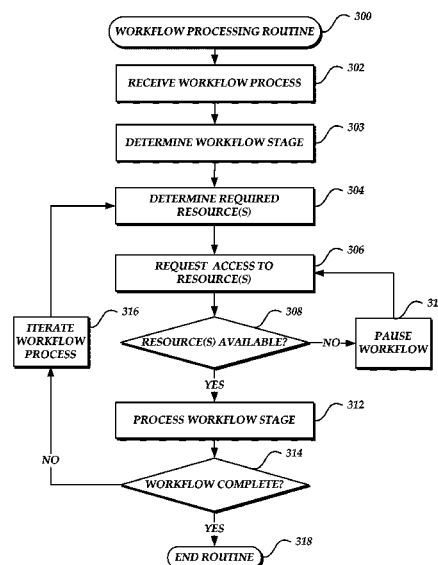 WORKFLOW PROCESSING ROUTINE
300
RECEIVE WORKFLOW PROCESS
302
DETERMINE WORKFLOW STAGE
303
DETERMINE REQUIRED
RESOURCE(S)
304
REQUEST ACCESS TO
RESOURCE(S)
306
RESOURCE(S) AVAILABLE?
308
NO
PAUSE
WORKFLOW
31
ITERATE
WORKFLOW
PROCESS
316
YES
PROCESS WORKFLOW STAGE
312
WORKFLOW COMPLETE?
314
NO
YES
END ROUTINE
318